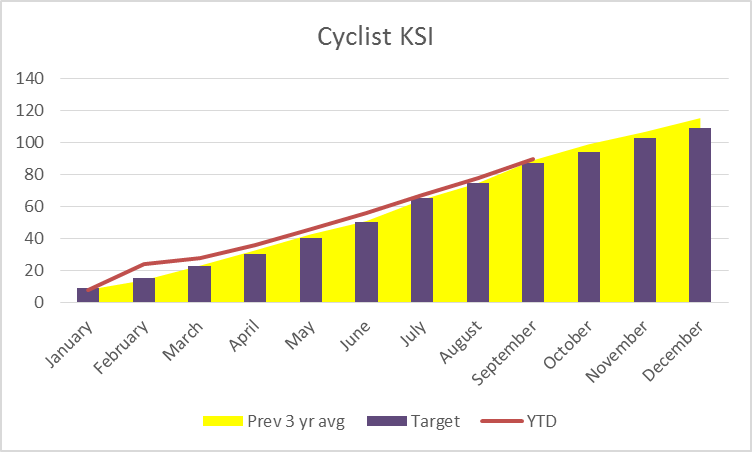 Cyclist KSI
140
120
100
80
60
40
20
0
January
February
March
April
May
June
July
August
September
October
November
December
Prev 3 yr avg Target YTD